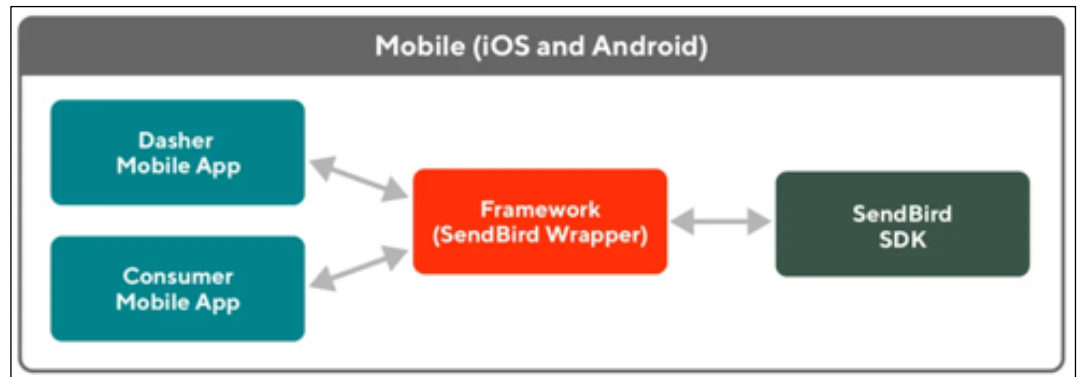 Mobile (iOS and Android)
Dasher
Mobile App
Framework
(SendBird Wrapper)
SendBird
SDK
Consumer
Mobile App